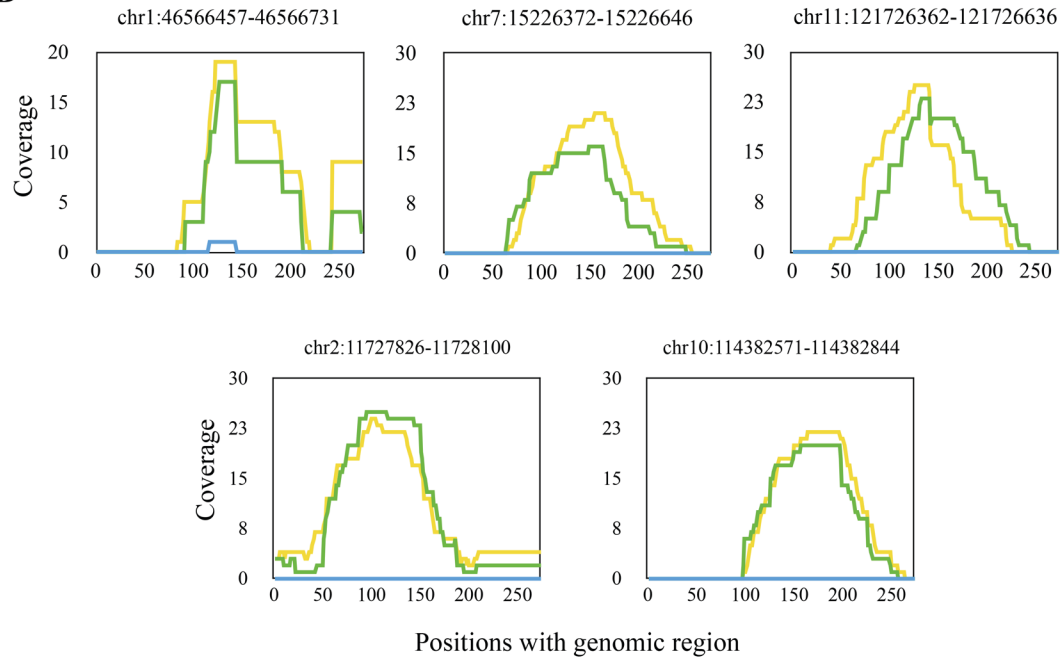 chr1:46566457-46566731
chr7:15226372-15226646
chr11:121726362-121726636
Coverage
20
15
10
5
0
0 50 100 150 200 250
30
23
15
8
0
0 50 100 150 200 250
30
23
15
8
0
0 50 100 150 200 250
chr2:11727826-11728100
chr10:114382571-114382844
Coverage
30
23
15
8
0
0 50 100 150 200 250
30
23
15
8
0
0 50 100 150 200 250
Positions with genomic region